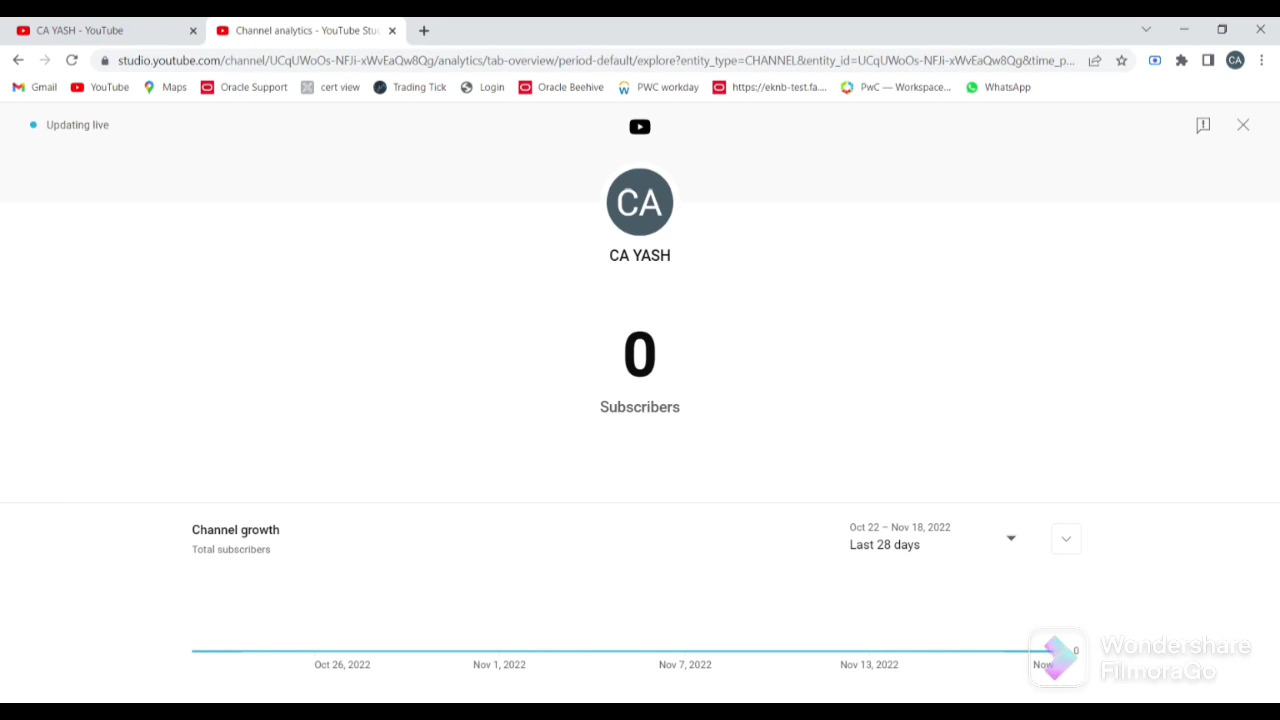 CA YASH - YouTube
Channel analytics - YouTube Stu
studio.youtube.com/channel/UCqUWoOs-NFJI-xWvEaQw8Qg/analytics/tab-overview/period-default/explore?entity_type=CHANNEL&entity_id=UCqUWoOs-NFJI-xWvEaQw8Qg&time_p...
CA
Gmail YouTube Maps Oracle Support cert view Trading Tick Login Oracle Beehive PWC workday https://eknb-test.fa.... PwC — Workspace... WhatsApp
Updating live
CA
CA YASH
0
Subscribers
Channel growth
Total subscribers
Oct 22 – Nov 18, 2022
Last 28 days
0
Oct 26, 2022 Nov 1, 2022 Nov 7, 2022 Nov 13, 2022 Now
Wondershare
FilmoraGo